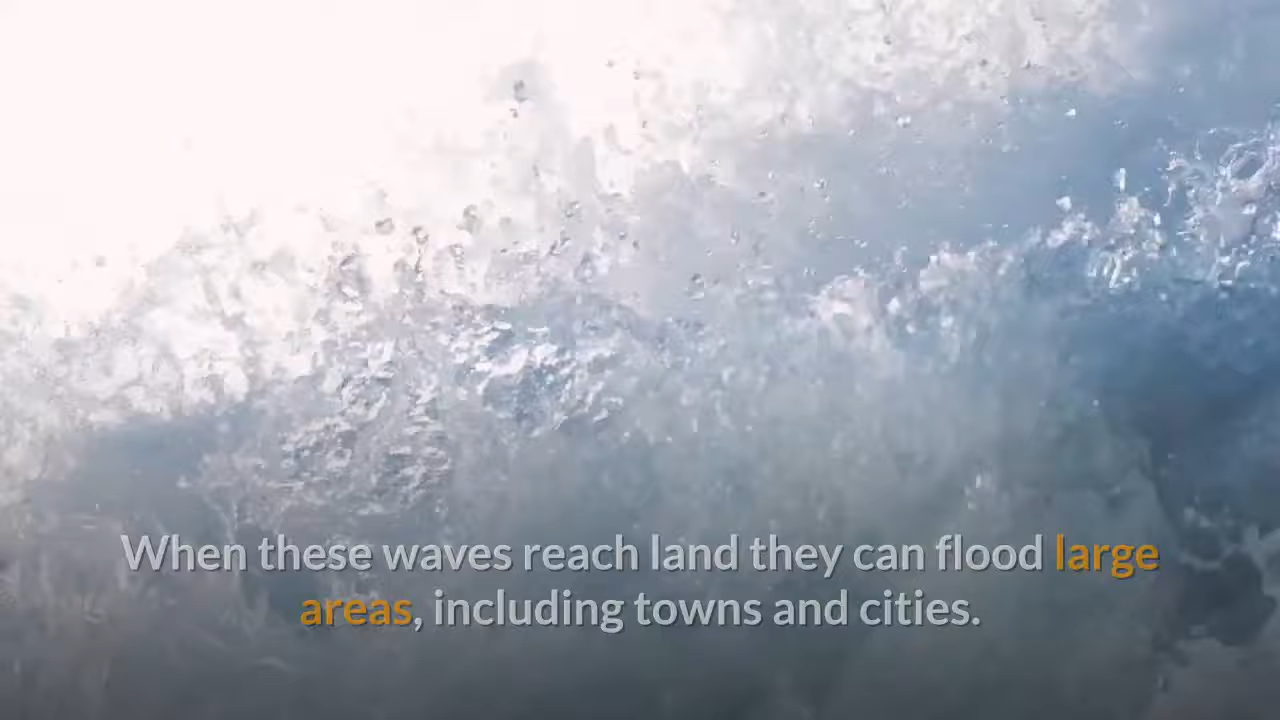 When these waves reach land they can flood large
areas, including towns and cities.